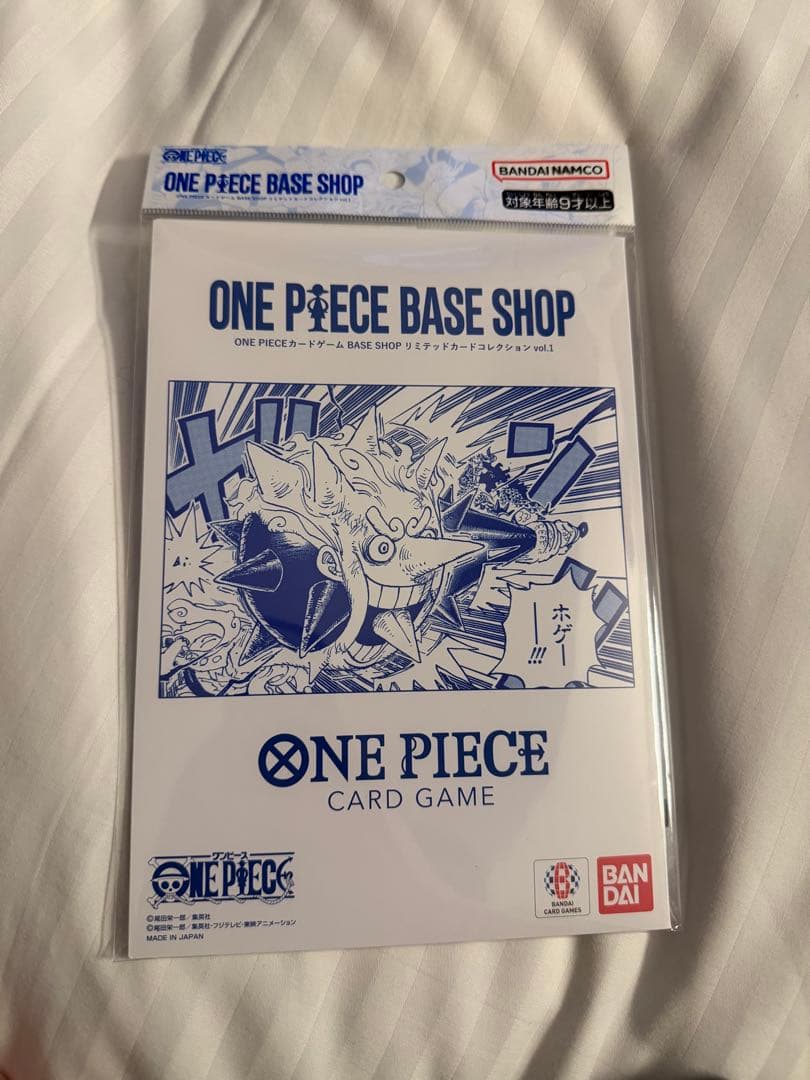 ONE PIECE
ONE PIECE BASE SHOP
ONE PIECE カードゲーム BASE SHOP リミテッドカードコレクション vol.1
BANDAI NAMCO
対象年齢9才以上
ONE PIECE BASE SHOP
ONE PIECEカードゲーム BASE SHOP リミテッドカードコレクション vol.1
ホゲー
ーー!!!
ONE PIECE
CARD GAME
ワンピース
ONE PIECE
©尾田栄一郎/集英社
©尾田栄一郎/集英社・フジテレビ・東映アニメーション
MADE IN JAPAN
BANDAI
CARD GAMES
BAN
DAI